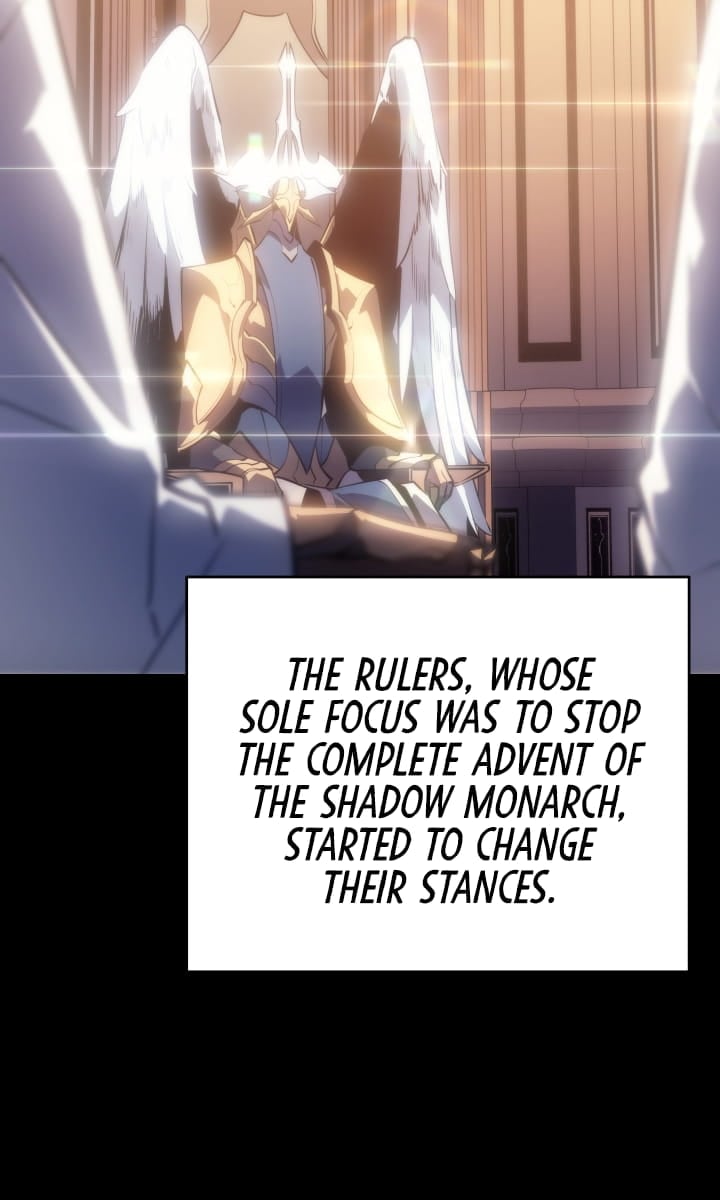 THE RULERS, WHOSE
SOLE FOCUS WAS TO STOP
THE COMPLETE ADVENT OF
THE SHADOW MONARCH,
STARTED TO CHANGE
THEIR STANCES.